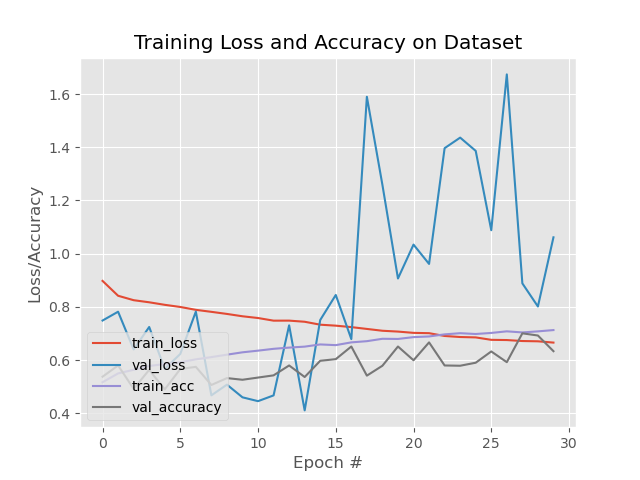 Training Loss and Accuracy on Dataset
Loss/Accuracy
1.6
1.4
1.2
1.0
0.8
0.6
0.4
train_loss
val_loss
train_acc
val_accuracy
0 5 10 15 20 25 30
Epoch #